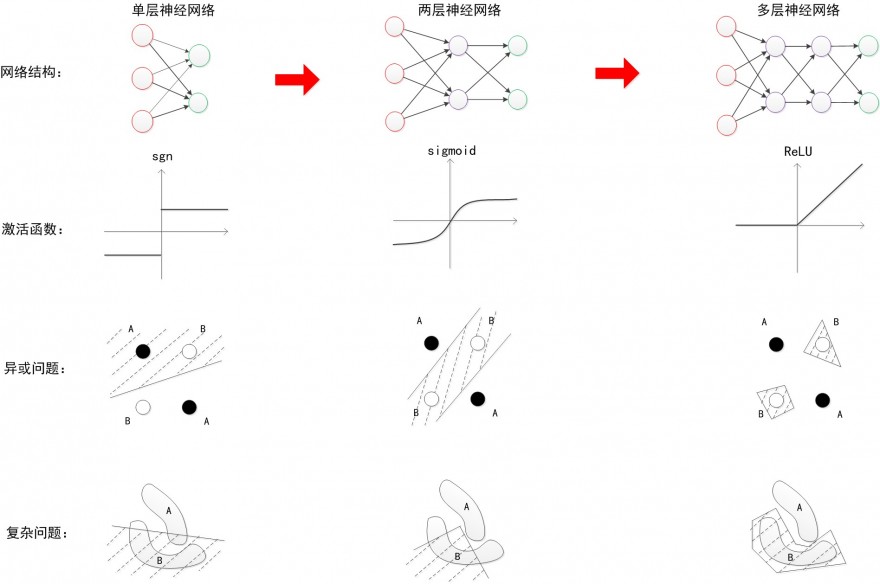 单层神经网络
两层神经网络
多层神经网络
网络结构：
sgn
sigmoid
ReLU
激活函数：
A B
A B
A B
异或问题：
B A
B A
B A
A
A
A
复杂问题：
B
B
B